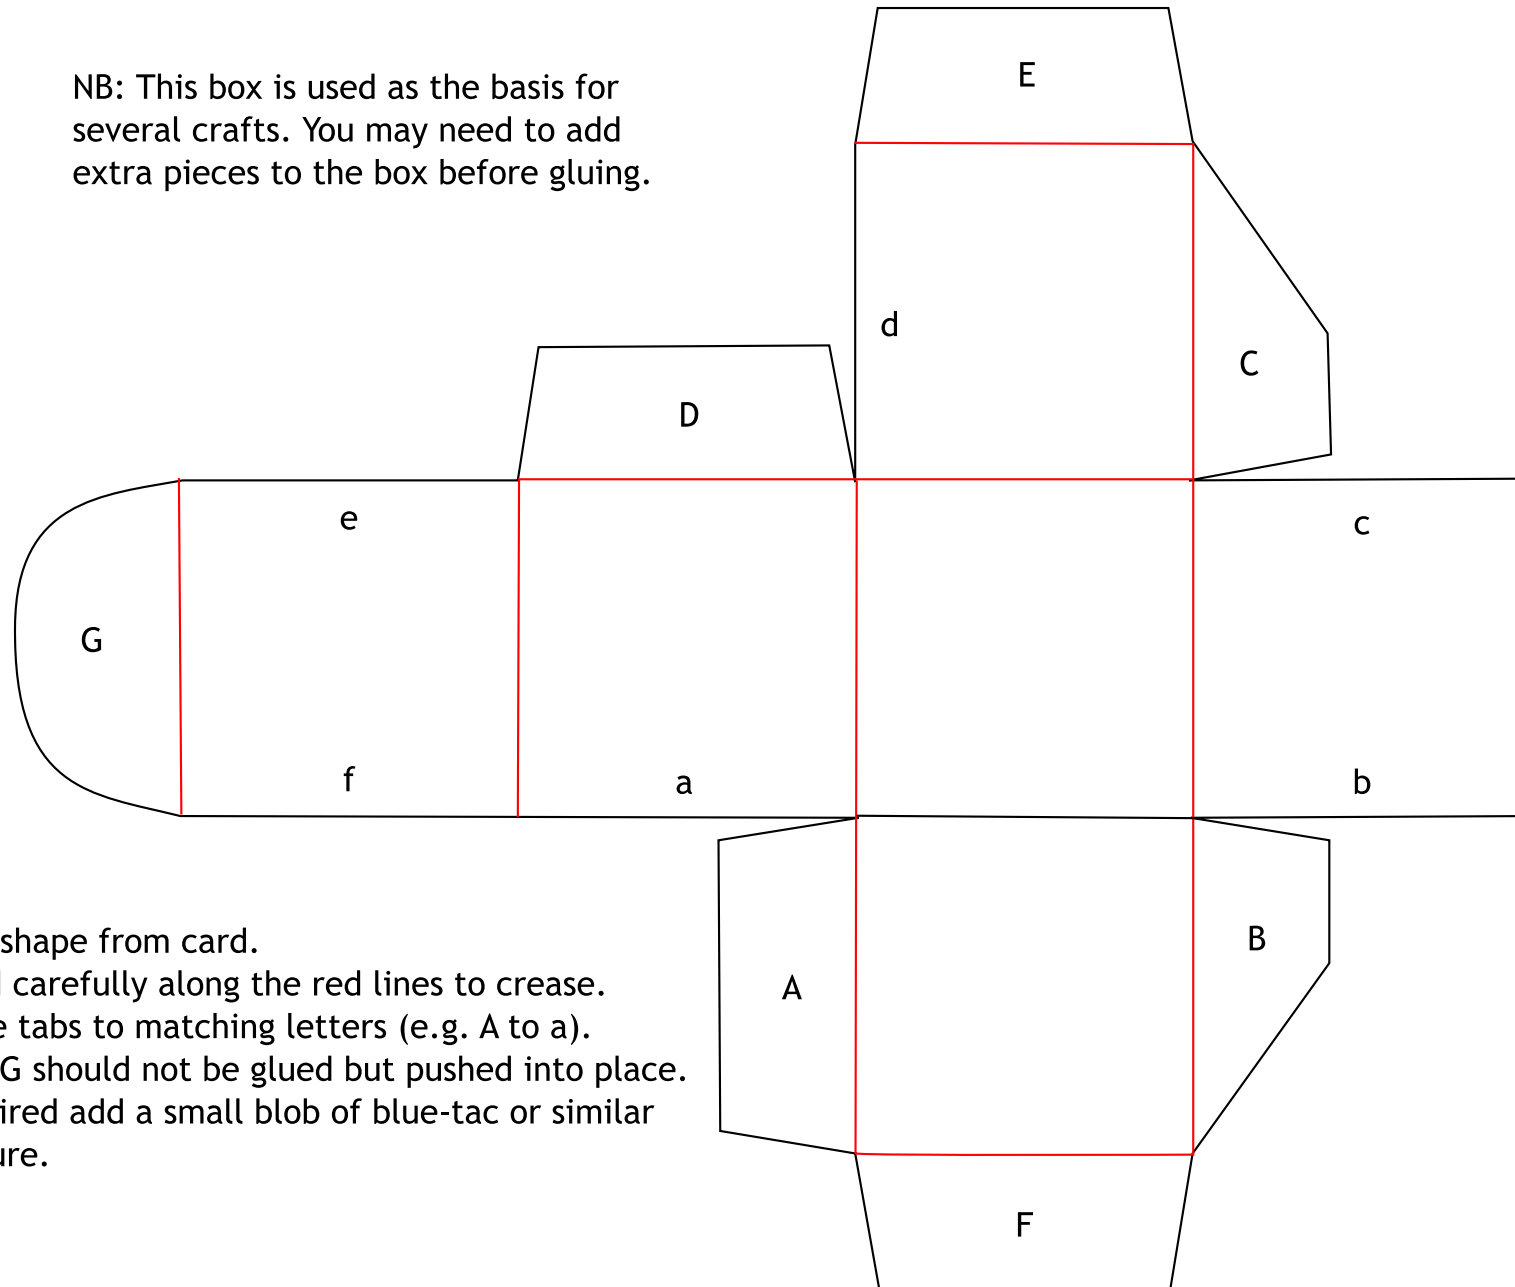 E
NB: This box is used as the basis for
several crafts. You may need to add
extra pieces to the box before gluing.
d
C
D
e
c
G
f
a
b
shape from card.
carefully along the red lines to crease.
tabs to matching letters (e.g. A to a).
G should not be glued but pushed into place.
ired add a small blob of blue-tac or similar
ure.
A
B
F